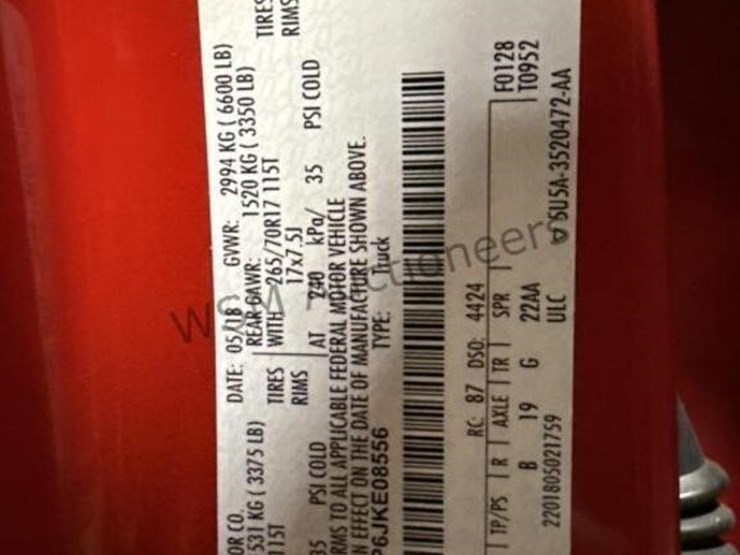 OR CO. DATE: 05/18 GVWR: 2994 KG ( 6600 LB)
531 KG ( 3375 LB) REAR GAWR: 1520 KG ( 3350 LB)
115T TIRES WITH 265/70R17 115T TIRES
RIMS 17x7.5J RIMS
35 PSI COLD AT 240 kPa/ 35 PSI COLD
RMS TO ALL APPLICABLE FEDERAL MOTOR VEHICLE
N EFFECT ON THE DATE OF MANUFACTURE SHOWN ABOVE.
P6JKE08556 TYPE: Truck
RC: 87 DSO: 4424
TP/PS R AXLE TR SPR F0128
B 19 G 22AA T0952
2201805021759 ULC 5U5A-3520472-AA